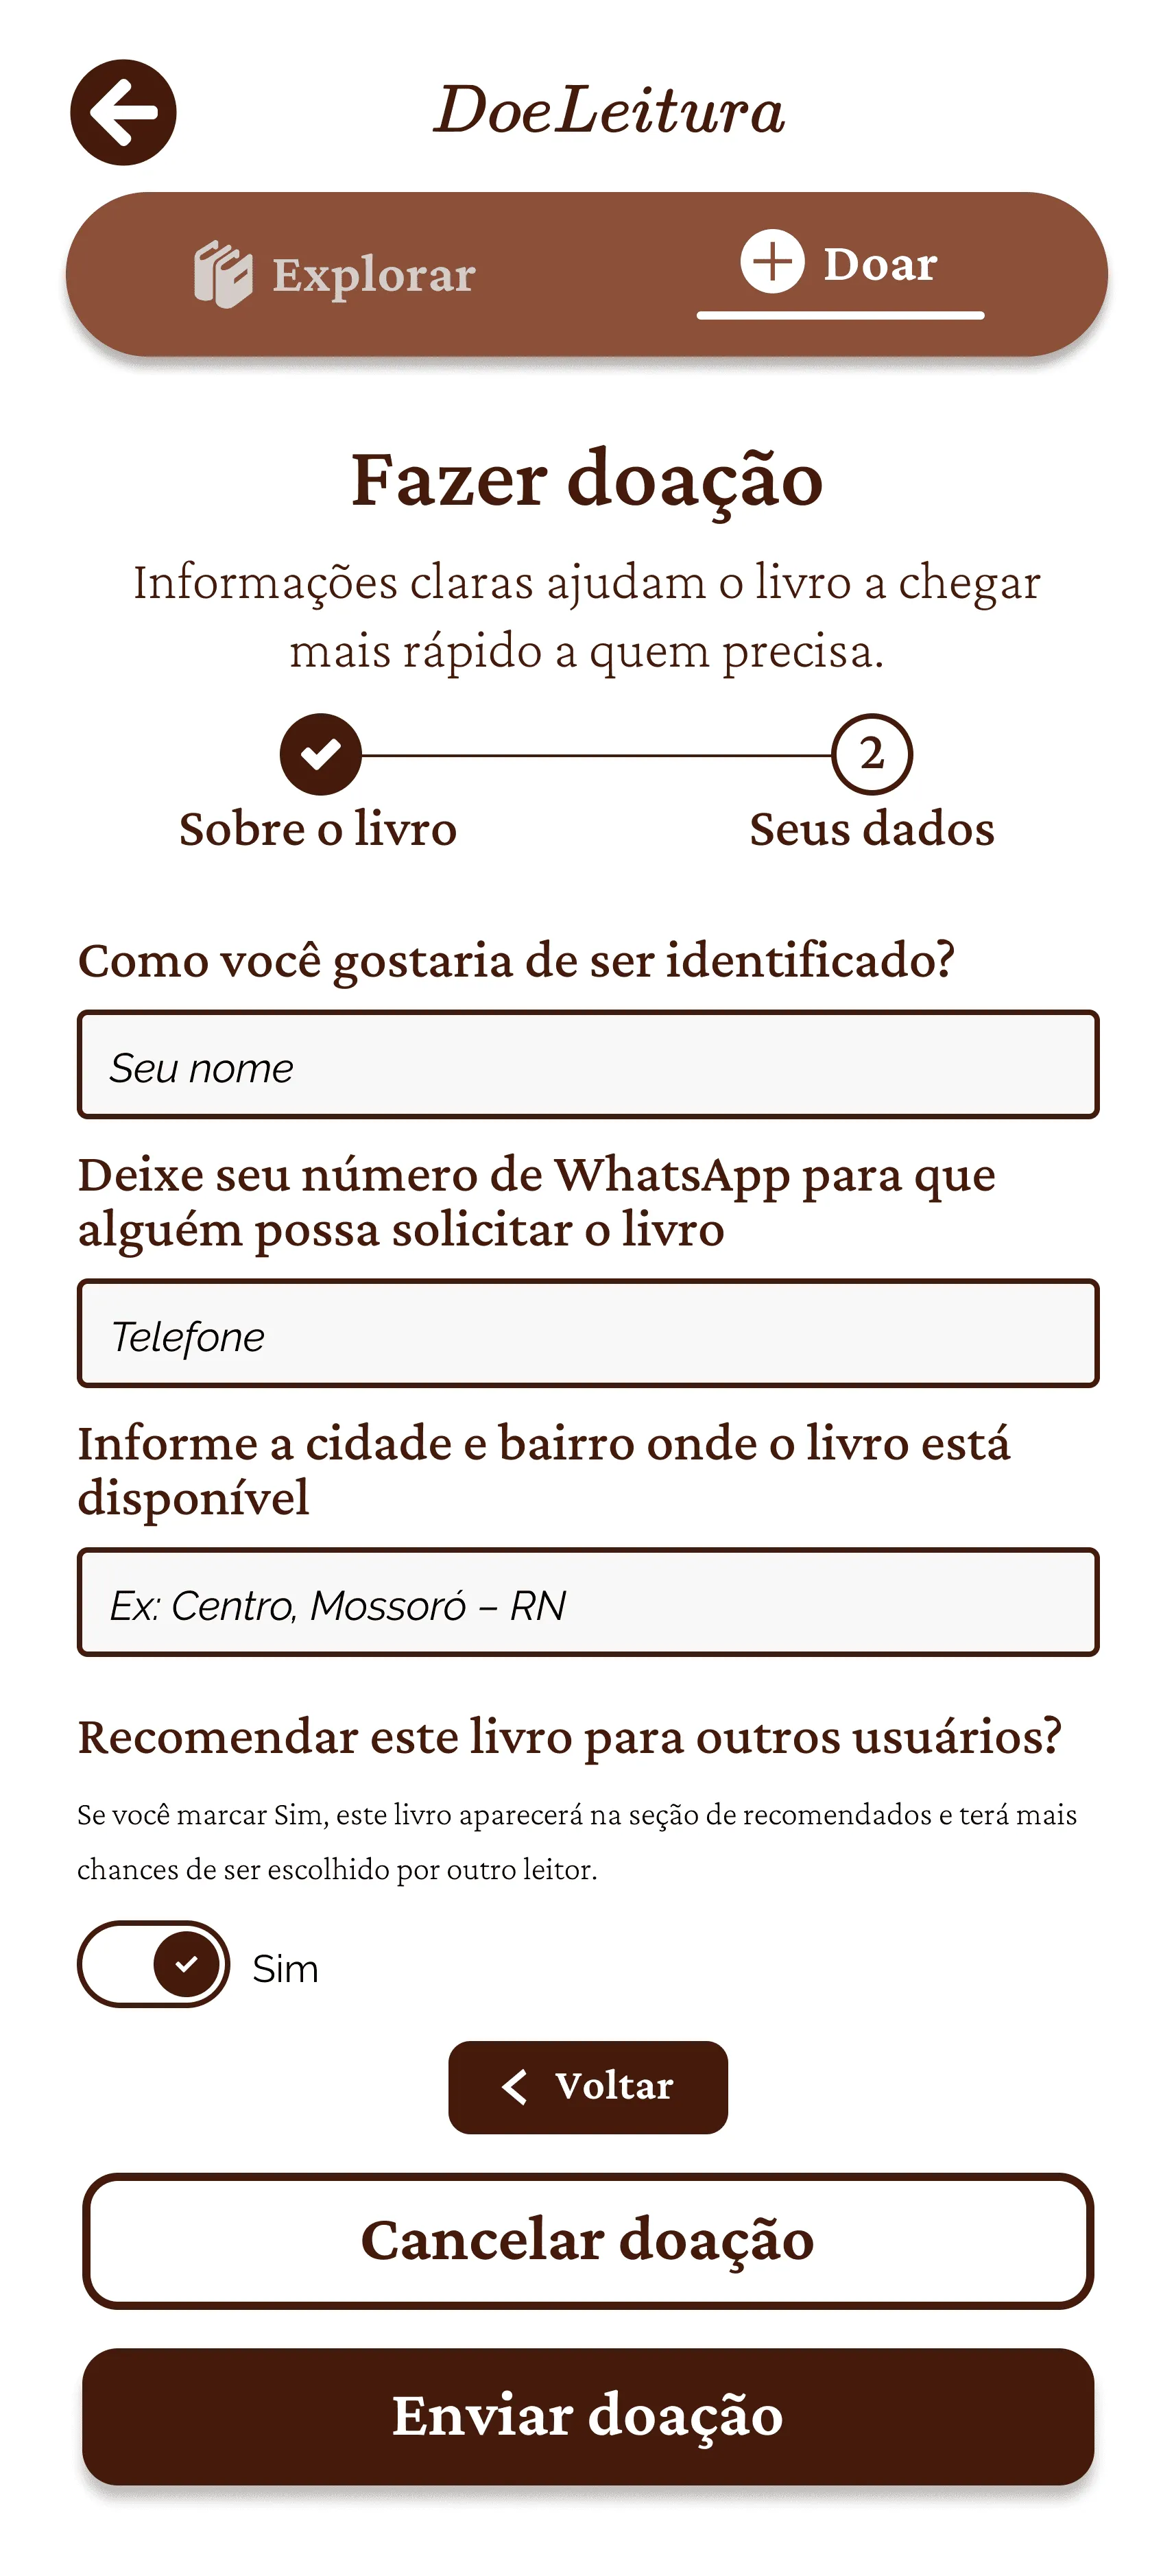 DoeLeitura
Explorar
Doar
Fazer doação
Informações claras ajudam o livro a chegar
mais rápido a quem precisa.
2
Sobre o livro
Seus dados
Como você gostaria de ser identificado?
Seu nome
Deixe seu número de WhatsApp para que
alguém possa solicitar o livro
Telefone
Informe a cidade e bairro onde o livro está
disponível
Ex: Centro, Mossoró – RN
Recomendar este livro para outros usuários?
Se você marcar Sim, este livro aparecerá na seção de recomendados e terá mais
chances de ser escolhido por outro leitor.
Sim
Voltar
Cancelar doação
Enviar doação